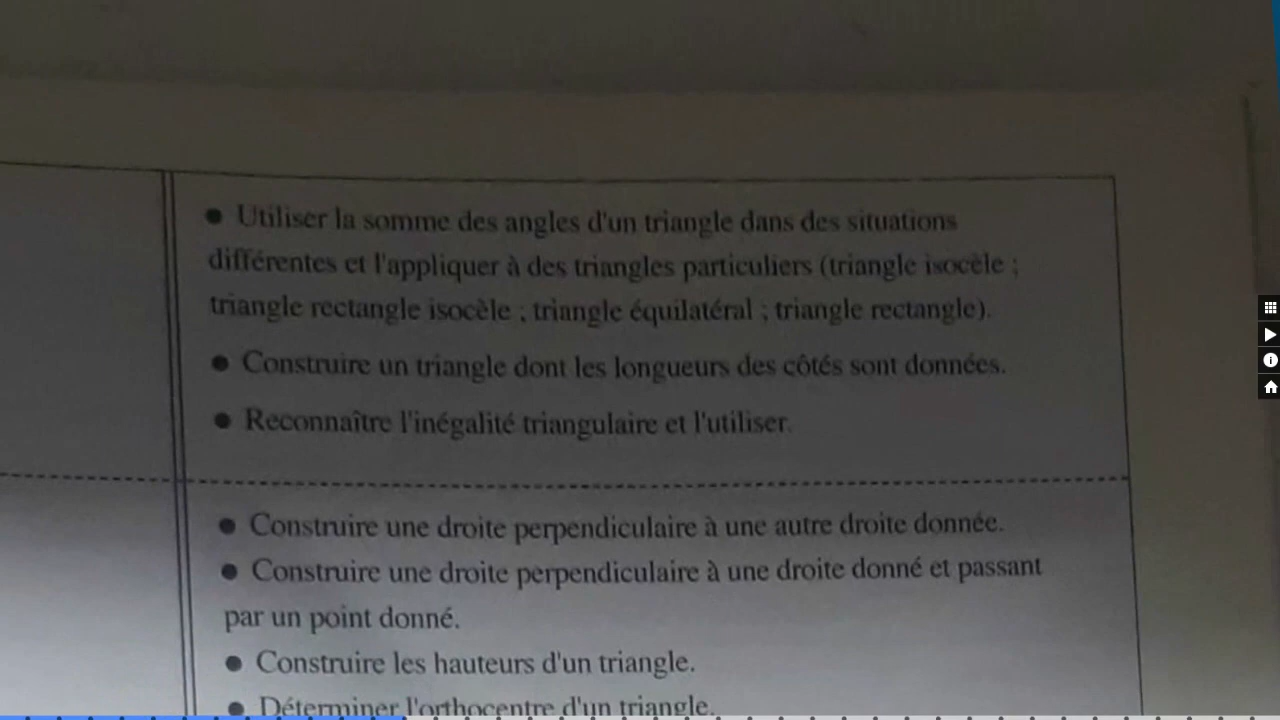 ● Utiliser la somme des angles d'un triangle dans des situations
différentes et l'appliquer à des triangles particuliers (triangle isocèle ;
triangle rectangle isocèle ; triangle équilatéral ; triangle rectangle).
● Construire un triangle dont les longueurs des côtés sont données.
● Reconnaître l'inégalité triangulaire et l'utiliser.
● Construire une droite perpendiculaire à une autre droite donnée.
● Construire une droite perpendiculaire à une droite donné et passant
par un point donné.
● Construire les hauteurs d'un triangle.
● Déterminer l'orthocentre d'un triangle.